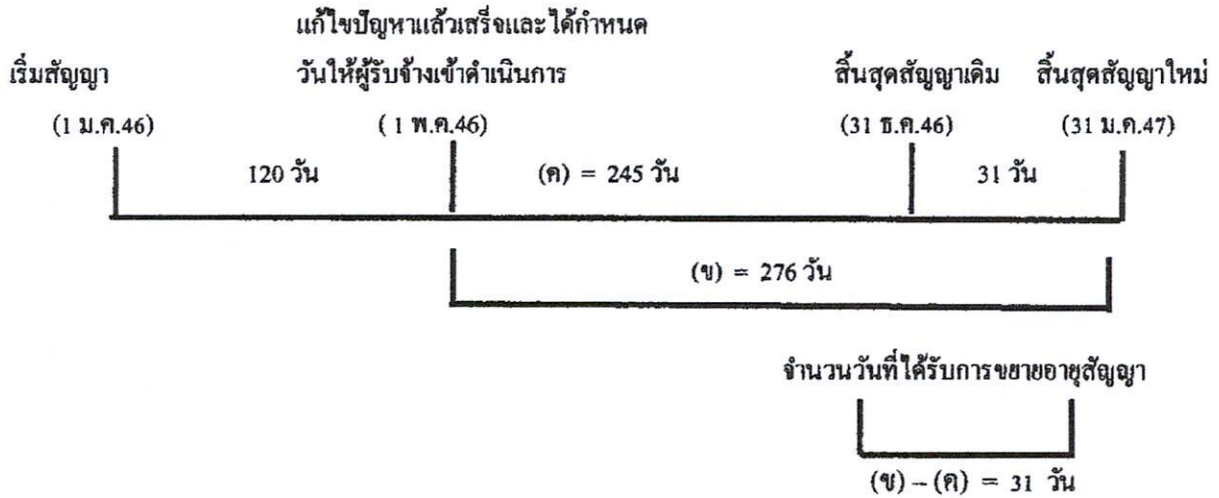 แก้ไขปัญหาแล้วเสร็จและได้กำหนด
เริ่มสัญญา วันให้ผู้รับจ้างเข้าดำเนินการ สิ้นสุดสัญญาเดิม สิ้นสุดสัญญาใหม่
(1 ม.ค.46) ( 1 พ.ค.46) (31 ธ.ค.46) (31 ม.ค.47)
120 วัน (ค) = 245 วัน 31 วัน
(ข) = 276 วัน
จำนวนวันที่ได้รับการขยายอายุสัญญา
(ข) – (ค) = 31 วัน